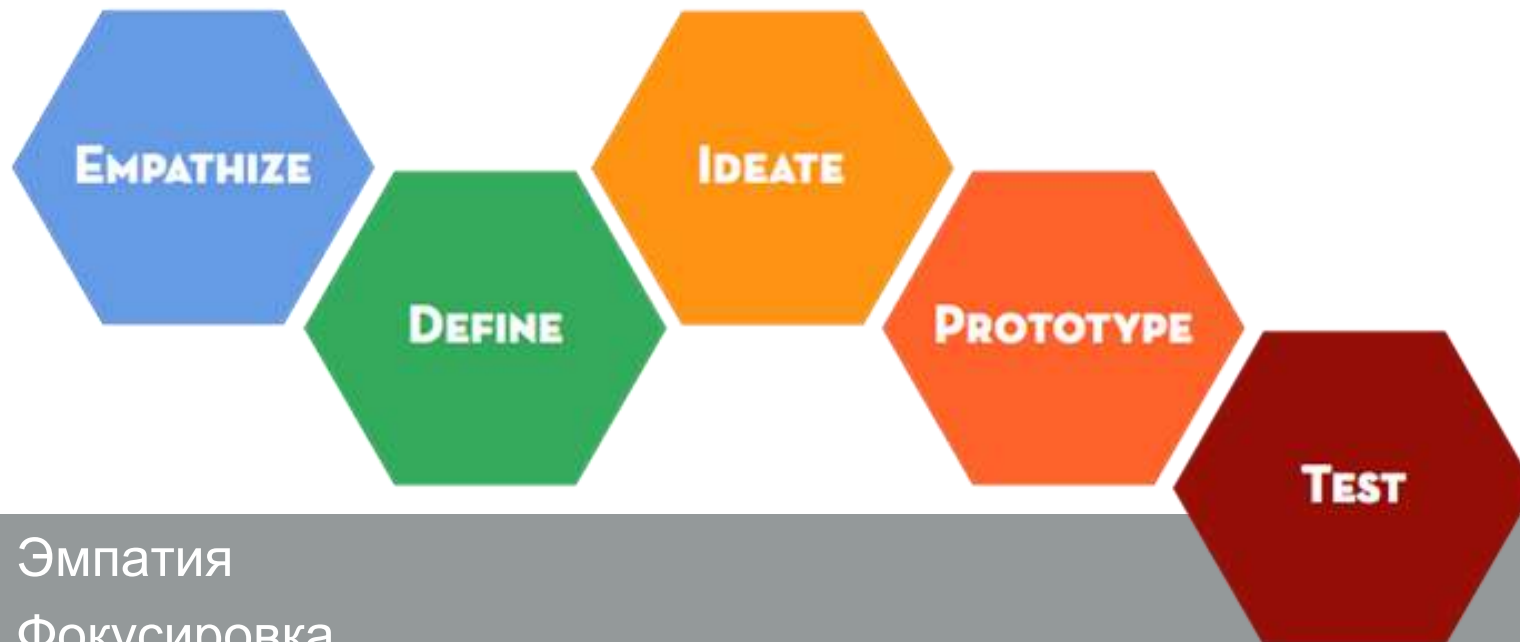 EMPATHIZE
IDEATE
DEFINE
PROTOTYPE
TEST
Эмпатия
Фокусировка